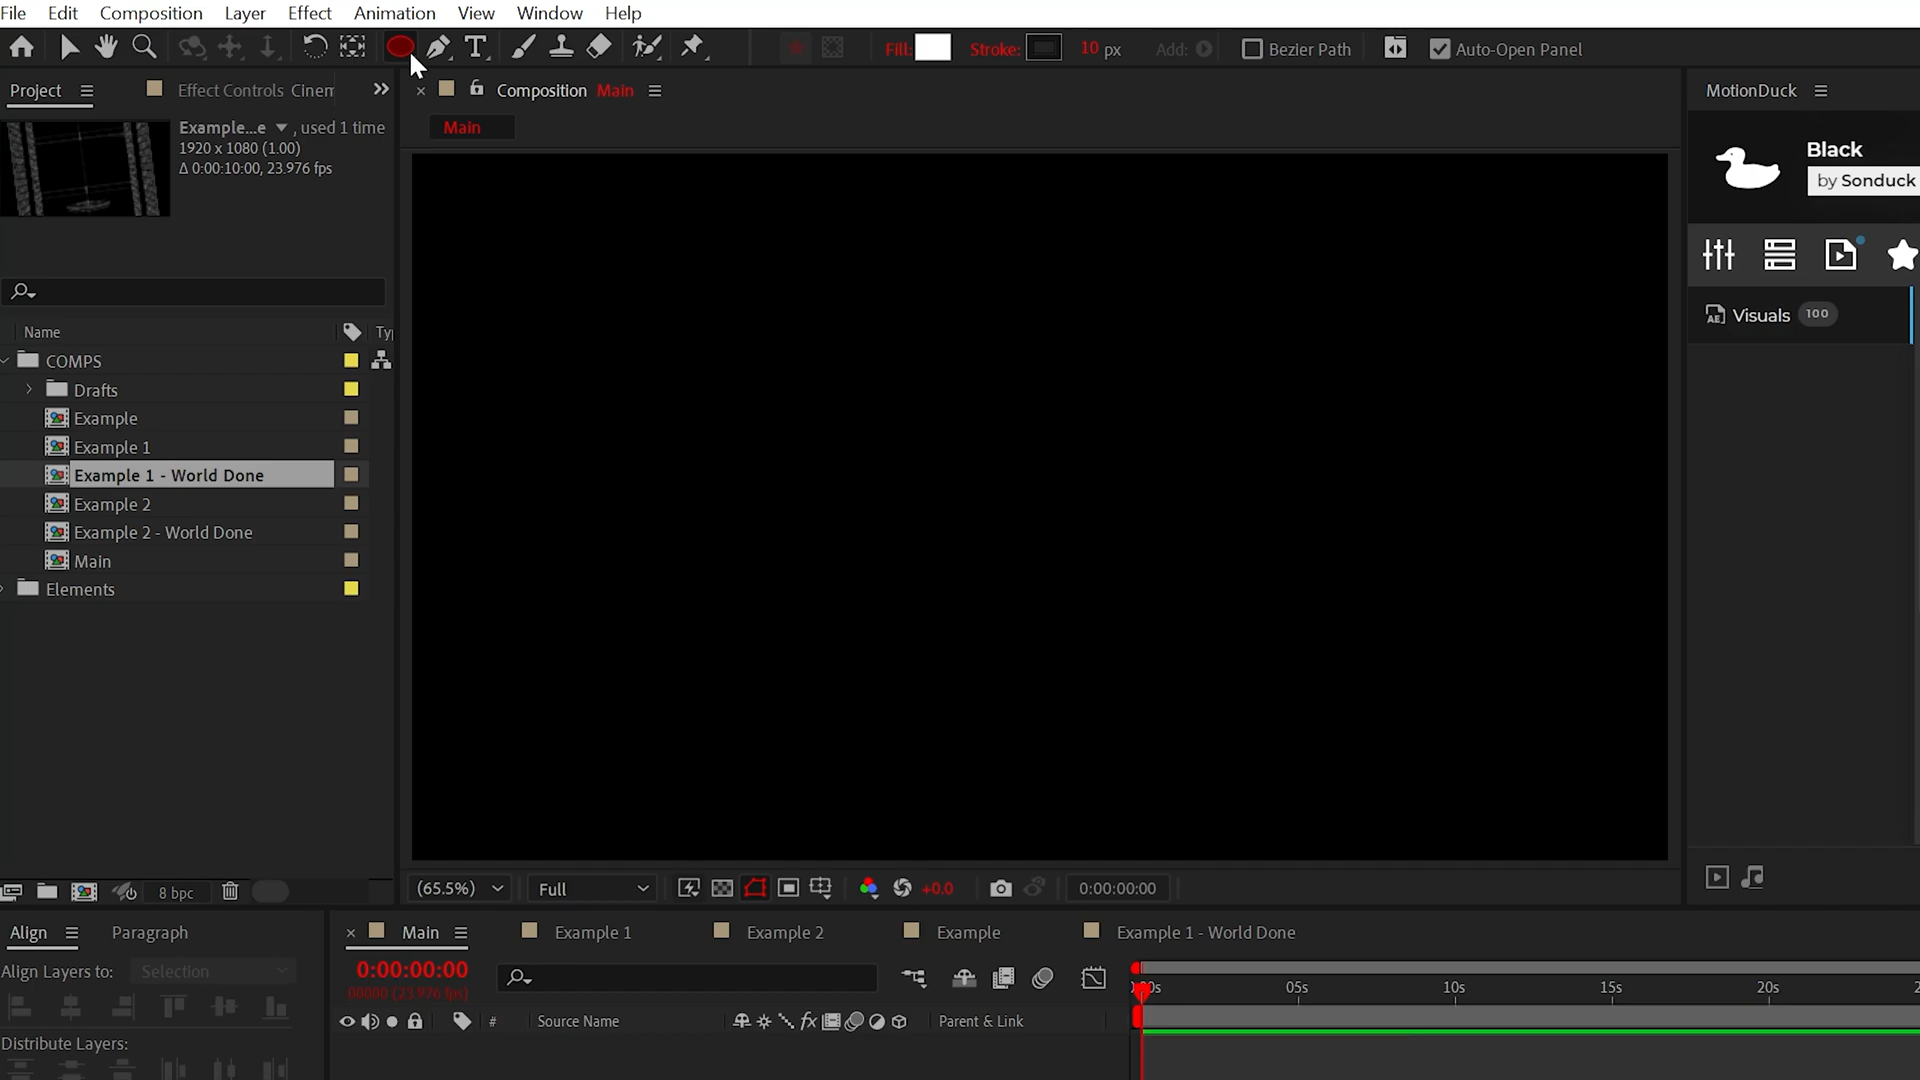 File Edit Composition Layer Effect Animation View Window Help
T Fill: Stroke: 10 px Add: Bezier Path Auto-Open Panel
Project Effect Controls Cinem
× Composition Main
Main
Example...e , used 1 time
1920 x 1080 (1.00)
Δ 0:00:10:00, 23.976 fps
Name Typ
COMPS
Drafts
Example
Example 1
Example 1 - World Done
Example 2
Example 2 - World Done
Main
Elements
8 bpc
(65.5%) Full +0.0 0:00:00:00
MotionDuck
Black
by Sonduck
AE Visuals 100
Align Paragraph
Align Layers to: Selection
Distribute Layers:
× Main Example 1 Example 2 Example Example 1 - World Done
0:00:00:00
00000 (23.976 fps)
# Source Name fx Parent & Link
05s 10s 15s 20s